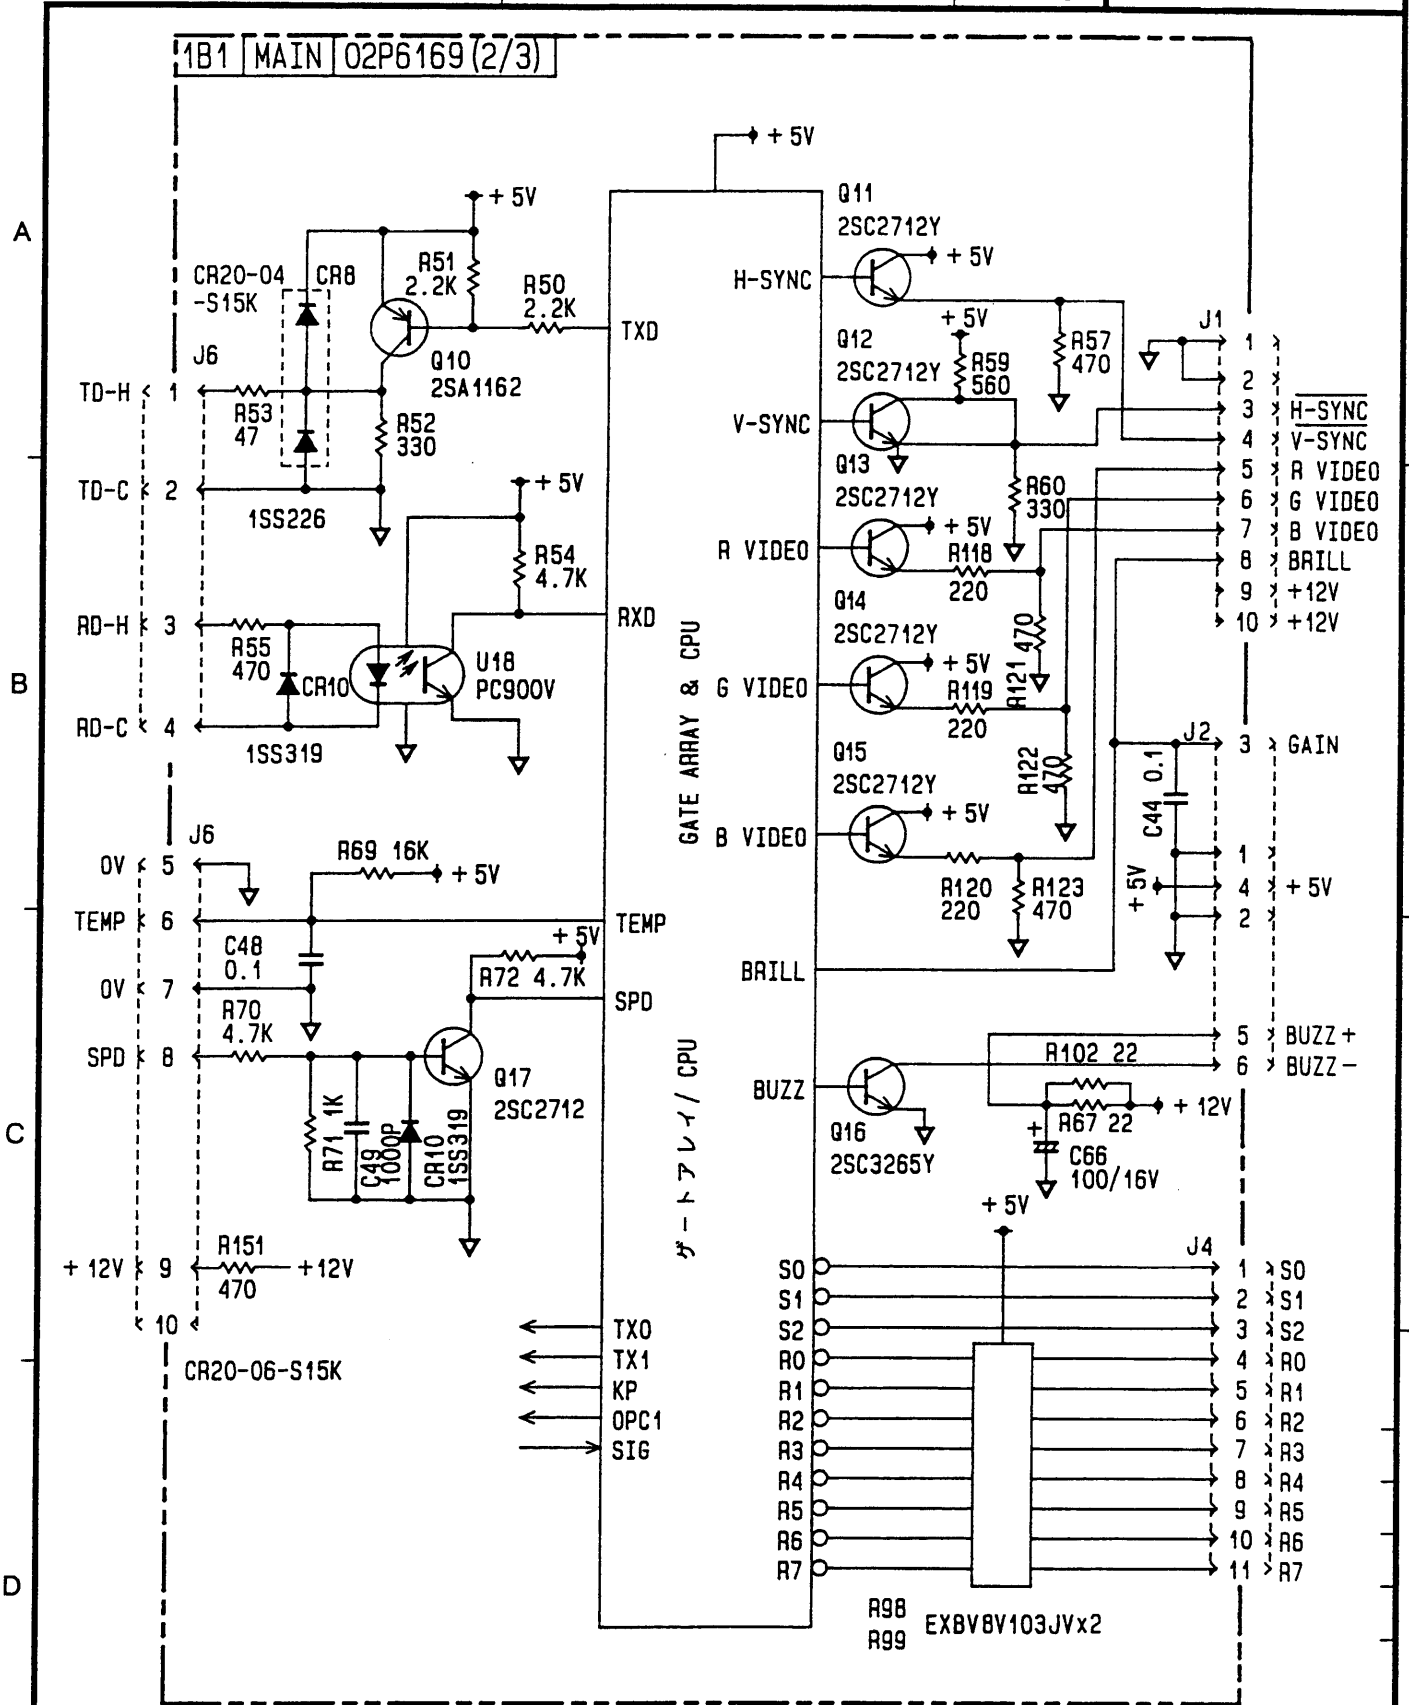 1B1 MAIN 02P6169(2/3)
+5V
A
+5V
CR20-04
-S15K
CR8
R51
2.2K
R50
2.2K
TXD
J6
Q10
2SA1162
TD-H 1
R53
47
R52
330
TD-C 2
1SS226
+5V
R54
4.7K
RD-H 3
R55
470
CR10
U18
PC900V
RXD
B
RD-C 4
1SS319
J6
0V 5
R69 16K
+5V
TEMP 6
TEMP
C48
0.1
+5V
R72 4.7K
0V 7
SPD
R70
4.7K
SPD 8
Q17
2SC2712
R71 1K
C49
1000P
CR10
1SS319
C
R151
+12V 9
+12V
470
10
CR20-06-S15K
TX0
TX1
KP
OPC1
SIG
D
GATE ARRAY & CPU
ゲートアレイ/CPU
Q11
2SC2712Y
H-SYNC
+5V
Q12
2SC2712Y
+5V
R59
560
R57
470
V-SYNC
Q13
2SC2712Y
R60
330
R VIDEO
+5V
R118
220
Q14
2SC2712Y
R121 470
G VIDEO
+5V
R119
220
Q15
2SC2712Y
R122
470
B VIDEO
+5V
R120
220
R123
470
BRILL
BUZZ
Q16
2SC3265Y
R102 22
R67 22
+12V
+
C66
100/16V
J1
1
2
3 H-SYNC
4 V-SYNC
5 R VIDEO
6 G VIDEO
7 B VIDEO
8 BRILL
9 +12V
10 +12V
J2
3 GAIN
C44 0.1
1
+5V
4 +5V
2
5 BUZZ+
6 BUZZ-
+5V
J4
S0 1 S0
S1 2 S1
S2 3 S2
R0 4 R0
R1 5 R1
R2 6 R2
R3 7 R3
R4 8 R4
R5 9 R5
R6 10 R6
R7 11 R7
R98
R99
EXBV8V103JVx2